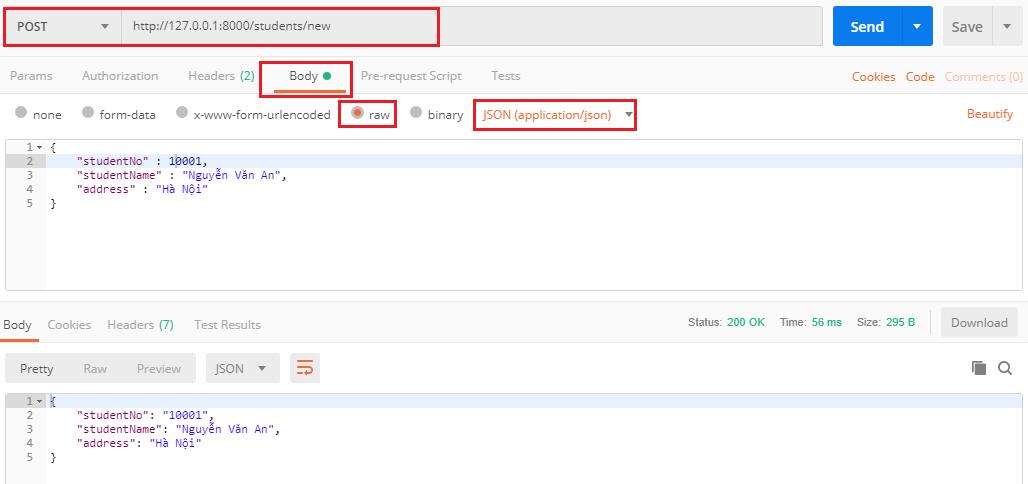 POST http://127.0.0.1:8000/students/new Send Save
Params Authorization Headers (2) Body Pre-request Script Tests Cookies Code Comments (0)
none form-data x-www-form-urlencoded raw binary JSON (application/json) Beautify
1 {
2 "studentNo" : 10001,
3 "studentName" : "Nguyễn Văn An",
4 "address" : "Hà Nội"
5 }
Body Cookies Headers (7) Test Results Status: 200 OK Time: 56 ms Size: 295 B Download
Pretty Raw Preview JSON
1 {
2 "studentNo": "10001",
3 "studentName": "Nguyễn Văn An",
4 "address": "Hà Nội"
5 }